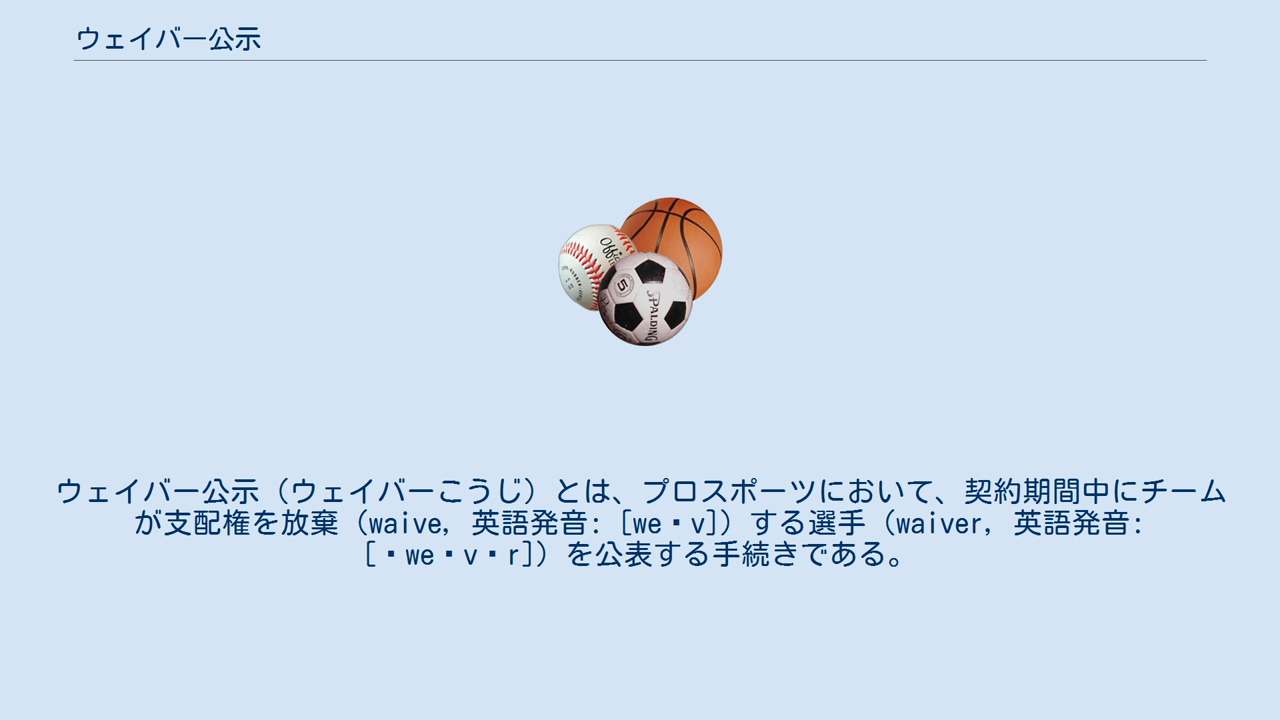 ウェイバー公示
SPALDING
5
ウェイバー公示（ウェイバーこうじ）とは、プロスポーツにおいて、契約期間中にチーム
が支配権を放棄（waive, 英語発音: [we▪v]）する選手（waiver, 英語発音:
[▪we▪v▪r]）を公表する手続きである。